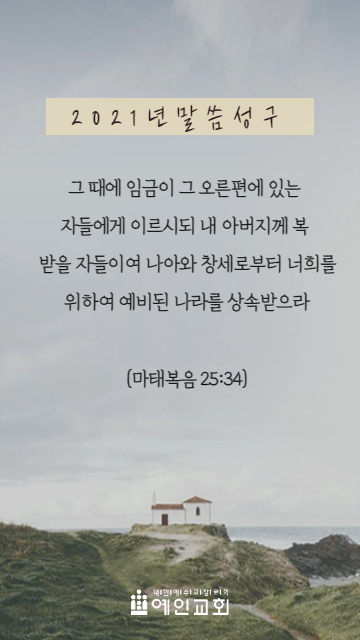 2021년말씀성구
그 때에 임금이 그 오른편에 있는
자들에게 이르시되 내 아버지께 복
받을 자들이여 나아와 창세로부터 너희를
위하여 예비된 나라를 상속받으라
(마태복음 25:34)
예인교회